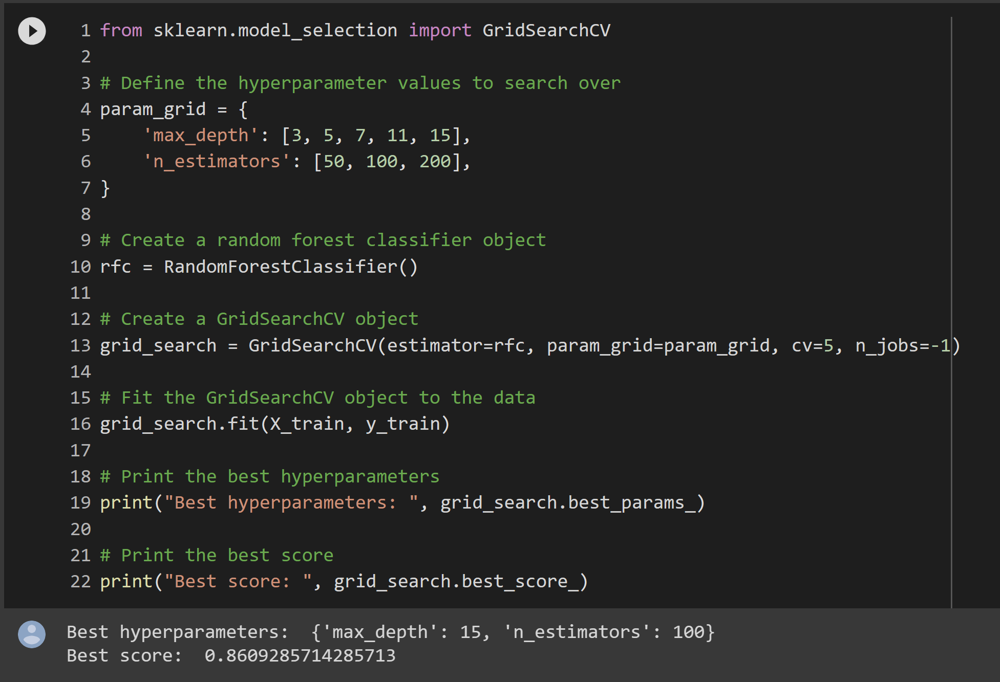 1 from sklearn.model_selection import GridSearchCV
2
3 # Define the hyperparameter values to search over
4 param_grid = {
5     'max_depth': [3, 5, 7, 11, 15],
6     'n_estimators': [50, 100, 200],
7 }
8
9 # Create a random forest classifier object
10 rfc = RandomForestClassifier()
11
12 # Create a GridSearchCV object
13 grid_search = GridSearchCV(estimator=rfc, param_grid=param_grid, cv=5, n_jobs=-1)
14
15 # Fit the GridSearchCV object to the data
16 grid_search.fit(X_train, y_train)
17
18 # Print the best hyperparameters
19 print("Best hyperparameters: ", grid_search.best_params_)
20
21 # Print the best score
22 print("Best score: ", grid_search.best_score_)
Best hyperparameters:  {'max_depth': 15, 'n_estimators': 100}
Best score:  0.8609285714285713